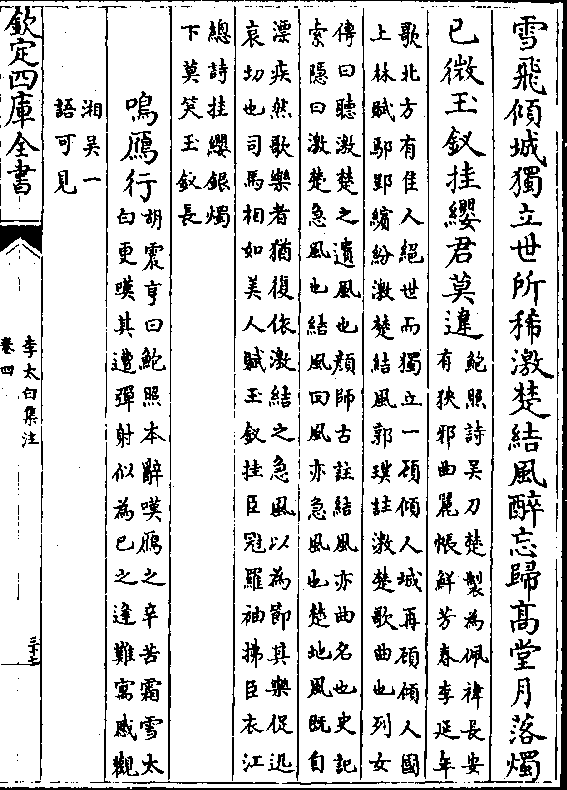 雪飛傾城獨立世所稀激楚結風醉忘歸高堂月落燭
已微玉釵挂纓君莫違
鮑照詩吳刀楚製為佩褘長安
有狹邪曲麗帳鮮芳春李延年
歌北方有佳人絕世而獨立一顧傾人城再顧傾人國
上林賦鄢郢繽紛激楚結風郭璞註激楚歌曲也列女
傳曰聽激楚之遺風也顔師古註結風亦曲名也史記
索隱曰激楚急風也結風回風亦急風也楚地風既自
漂疾然歌樂者猶復依激結之急風以為節其樂促迅
哀切也司馬相如美人賦玉釵挂臣冠羅袖拂臣衣江
總詩挂纓銀燭
下莫笑玉釵長
鳴鴈行
胡震亨曰鮑照本辭嘆鴈之辛苦霜雪太
白更嘆其遭彈射似為已之逢難寓感觀
湘吳一
語可見
欽定四庫全書
李太白集注
卷四
三十七